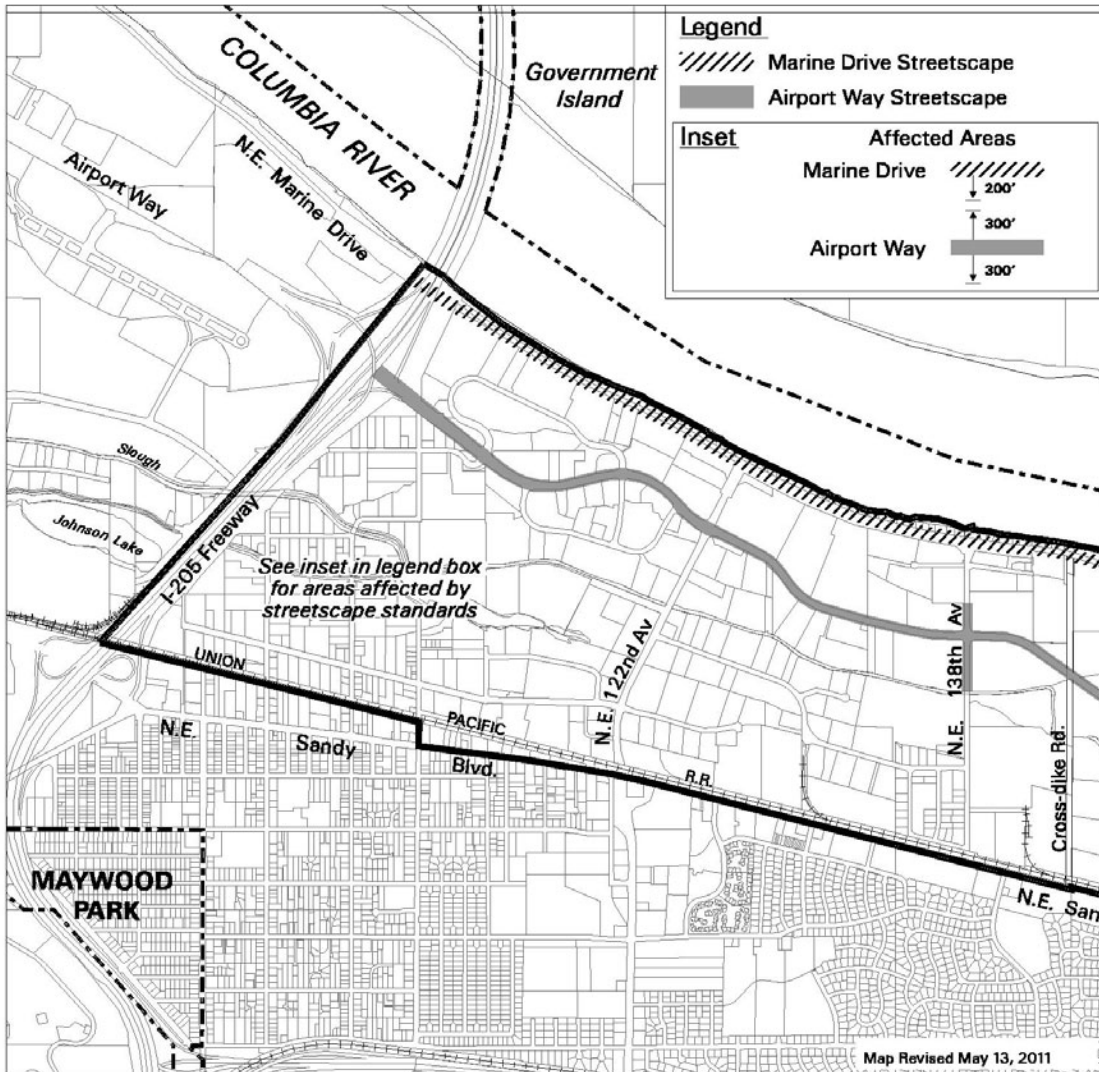 Legend
Marine Drive Streetscape
Airport Way Streetscape
Inset
Affected Areas
Marine Drive
200'
300'
Airport Way
300'
COLUMBIA RIVER
Government
Island
N.E. Marine Drive
Airport Way
Slough
Johnson Lake
I-205 Freeway
See inset in legend box
for areas affected by
streetscape standards
N.E. 122nd Av
N.E. 138th Av
Cross-dike Rd.
UNION PACIFIC R.R.
N.E. Sandy Blvd.
N.E. San
MAYWOOD
PARK
Map Revised May 13, 2011